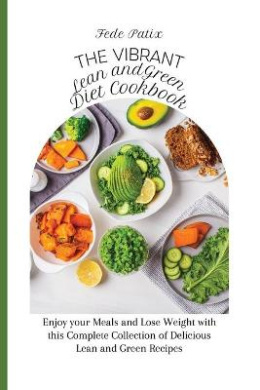 Fede Patix
THE VIBRANT
Lean and Green
Diet Cookbook
Enjoy your Meals and Lose Weight with
this Complete Collection of Delicious
Lean and Green Recipes